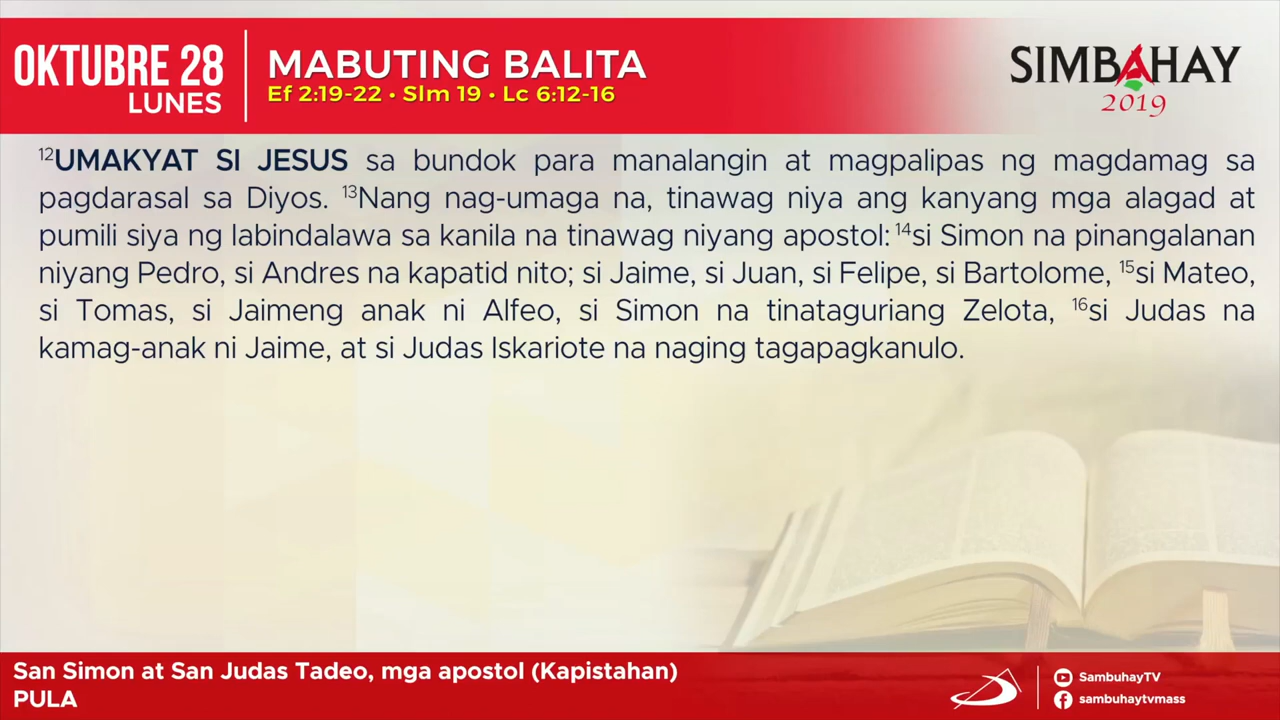 OKTUBRE 28
LUNES
MABUTING BALITA
Ef 2:19-22 • Slm 19 • Lc 6:12-16
SIMBAHAY
2019
12UMAKYAT SI JESUS sa bundok para manalangin at magpalipas ng magdamag sa
pagdarasal sa Diyos. 13Nang nag-umaga na, tinawag niya ang kanyang mga alagad at
pumili siya ng labindalawa sa kanila na tinawag niyang apostol: 14si Simon na pinangalanan
niyang Pedro, si Andres na kapatid nito; si Jaime, si Juan, si Felipe, si Bartolome, 15si Mateo,
si Tomas, si Jaimeng anak ni Alfeo, si Simon na tinataguriang Zelota, 16si Judas na
kamag-anak ni Jaime, at si Judas Iskariote na naging tagapagkanulo.
San Simon at San Judas Tadeo, mga apostol (Kapistahan)
PULA
SambuhayTV
sambuhaytvmass